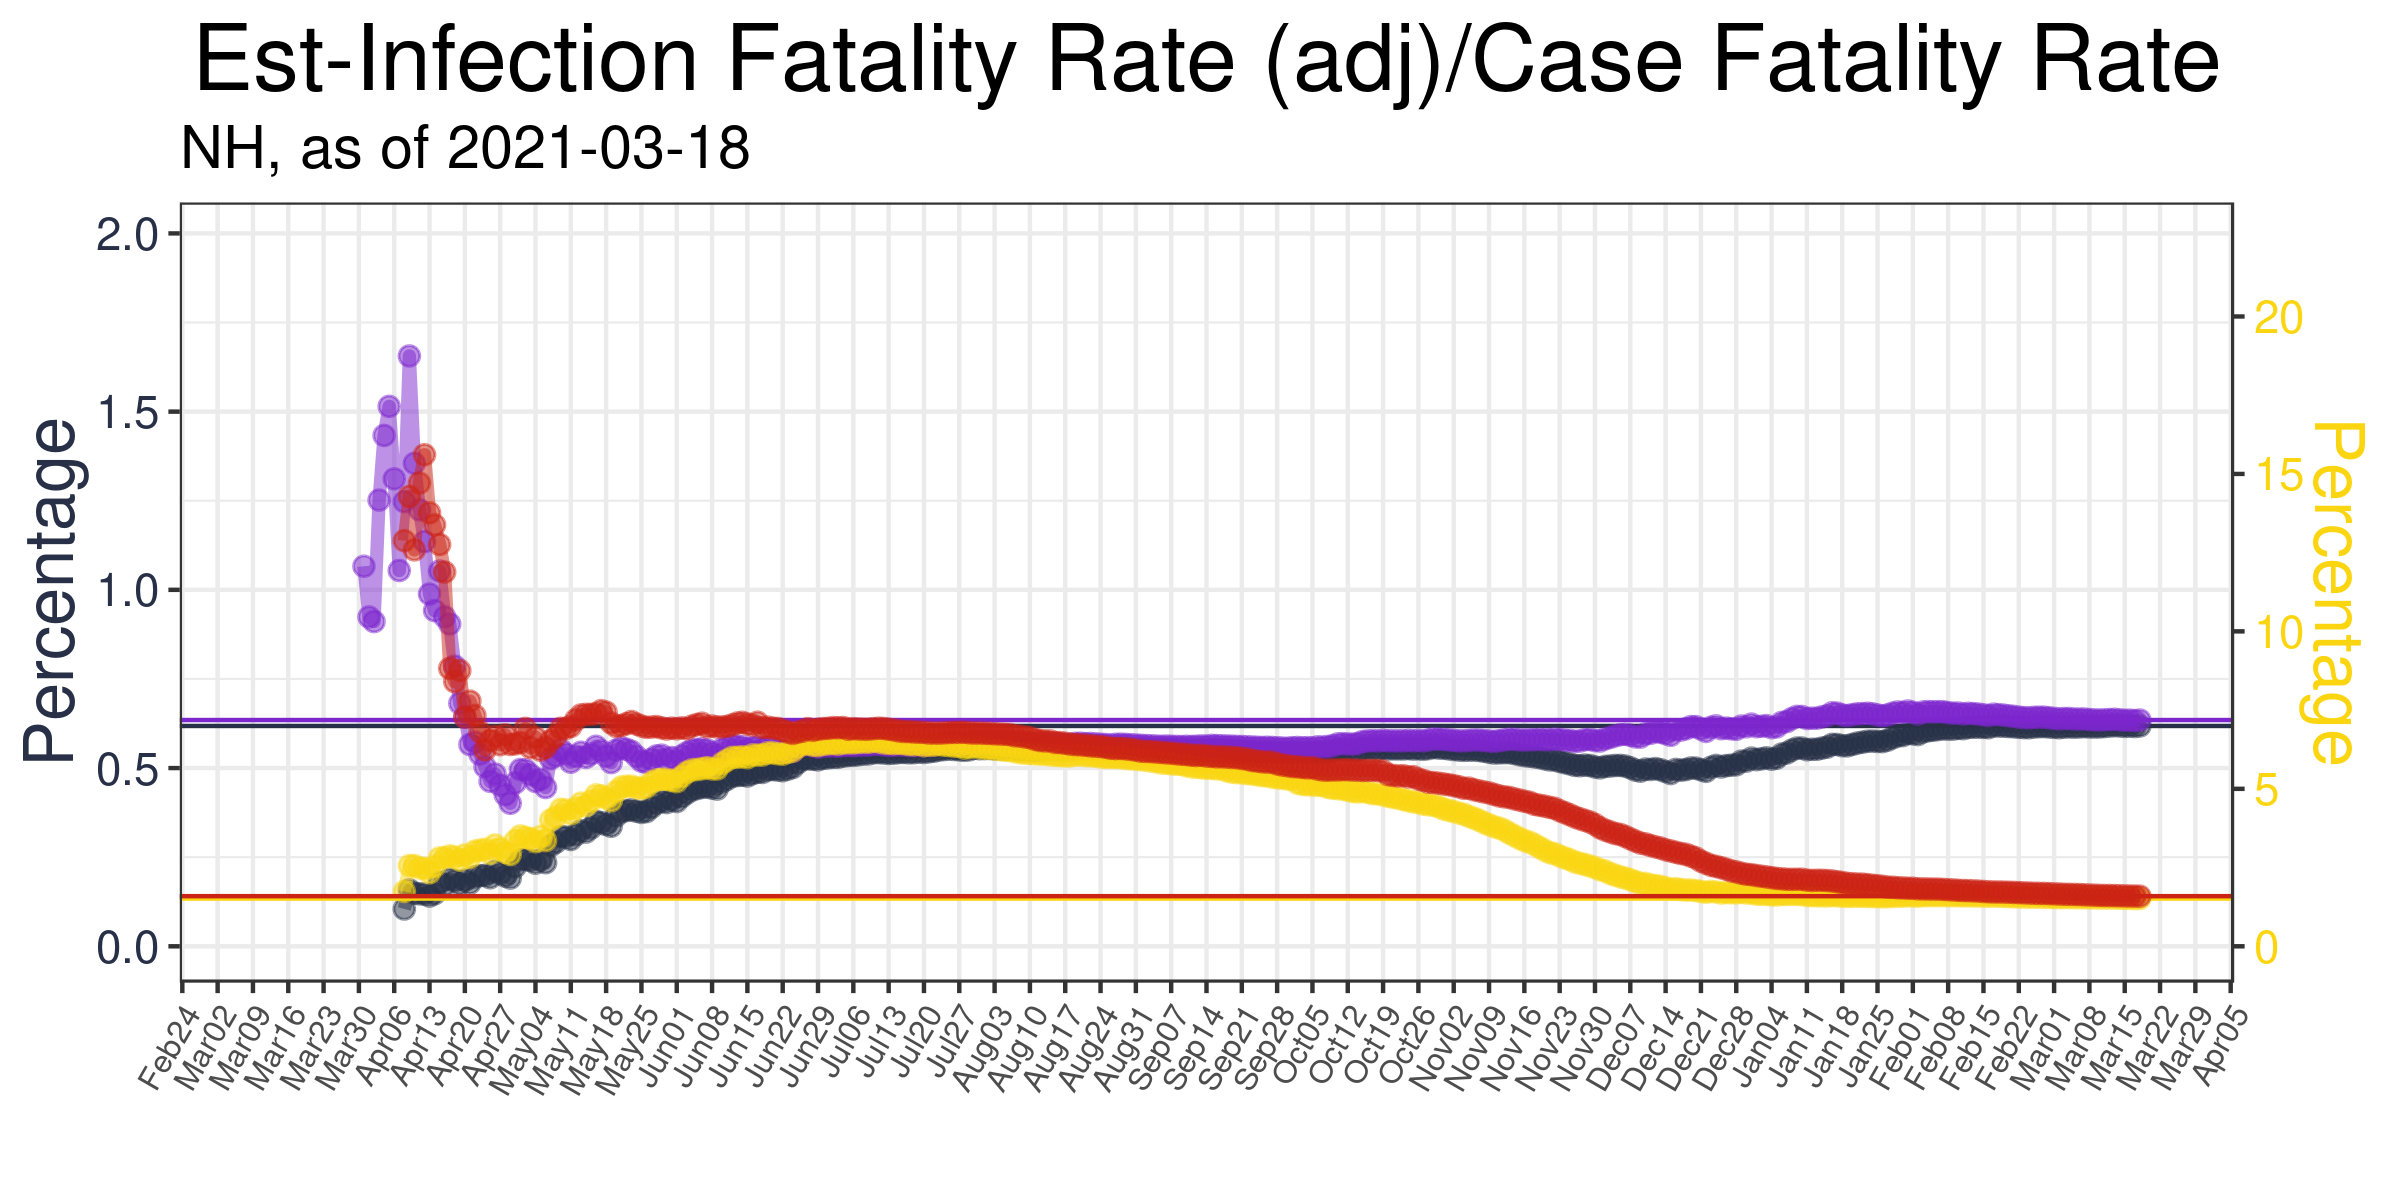 Est-Infection Fatality Rate (adj)/Case Fatality Rate
NH, as of 2021-03-18
Percentage
2.0
1.5
1.0
0.5
0.0
20
15
10
5
0
Percentage
Feb24
Mar02
Mar09
Mar16
Mar23
Mar30
Apr06
Apr13
Apr20
Apr27
May04
May11
May18
May25
Jun01
Jun08
Jun15
Jun22
Jun29
Jul06
Jul13
Jul20
Jul27
Aug03
Aug10
Aug17
Aug24
Aug31
Sep07
Sep14
Sep21
Sep28
Oct05
Oct12
Oct19
Oct26
Nov02
Nov09
Nov16
Nov23
Nov30
Dec07
Dec14
Dec21
Dec28
Jan04
Jan11
Jan18
Jan25
Feb01
Feb08
Feb15
Feb22
Mar01
Mar08
Mar15
Mar22
Mar29
Apr05